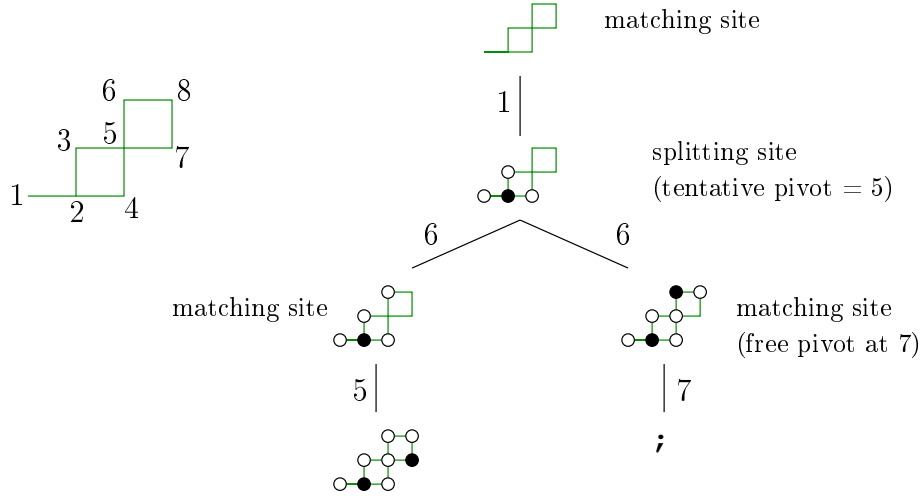 matching site
1
6
8
3
5
7
1
2
4
splitting site
(tentative pivot = 5)
6
6
matching site
matching site
(free pivot at 7)
5
7
;